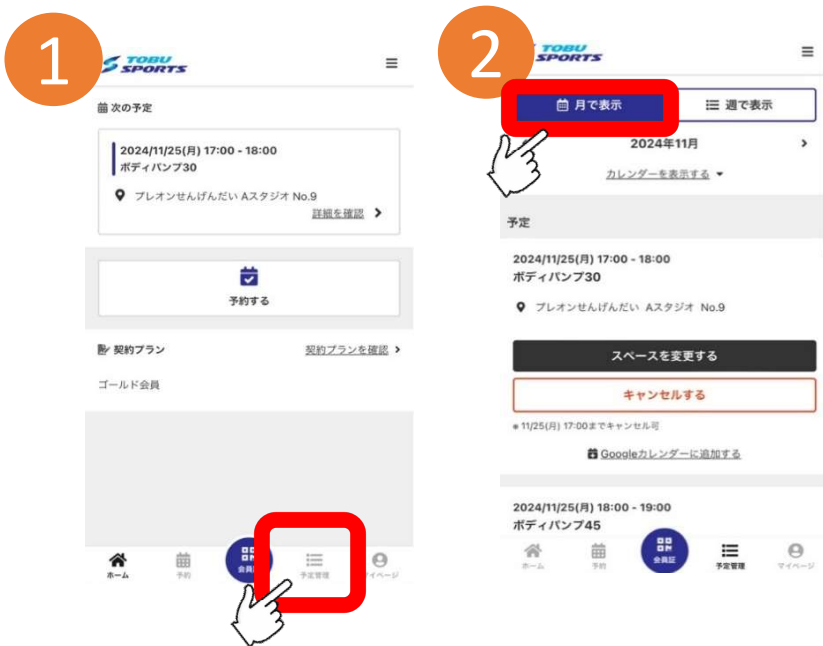 1
TOBU
SPORTS
次の予定
2024/11/25(月) 17:00 - 18:00
ボディパンプ30
プレオンせんげんだい Aスタジオ No.9
詳細を確認
予約する
契約プラン
契約プランを確認
ゴールド会員
ホーム
予約
会員証
予定管理
マイページ
2
TOBU
SPORTS
月で表示
週で表示
2024年11月
カレンダーを表示する
予定
2024/11/25(月) 17:00 - 18:00
ボディパンプ30
プレオンせんげんだい Aスタジオ No.9
スペースを変更する
キャンセルする
※11/25(月) 17:00までキャンセル可
Googleカレンダーに追加する
2024/11/25(月) 18:00 - 19:00
ボディパンプ45
ホーム
予約
会員証
予定管理
マイページ